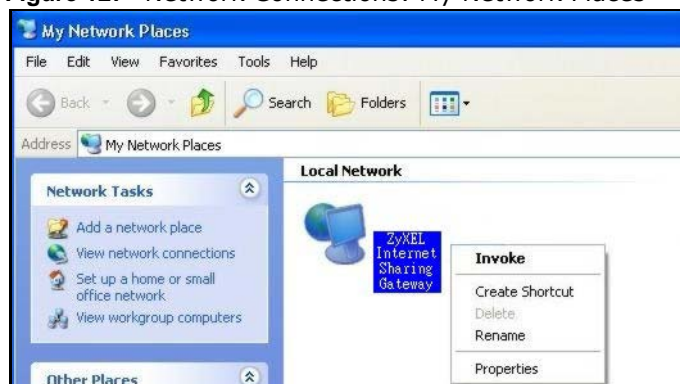 Network Connections: My Network Places
My Network Places
File Edit View Favorites Tools Help
Back Search Folders
Address My Network Places
Network Tasks
Add a network place
View network connections
Set up a home or small
office network
View workgroup computers
Other Places
Local Network
ZyXEL
Internet
Sharing
Gateway
Invoke
Create Shortcut
Delete
Rename
Properties